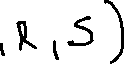 , R , S )